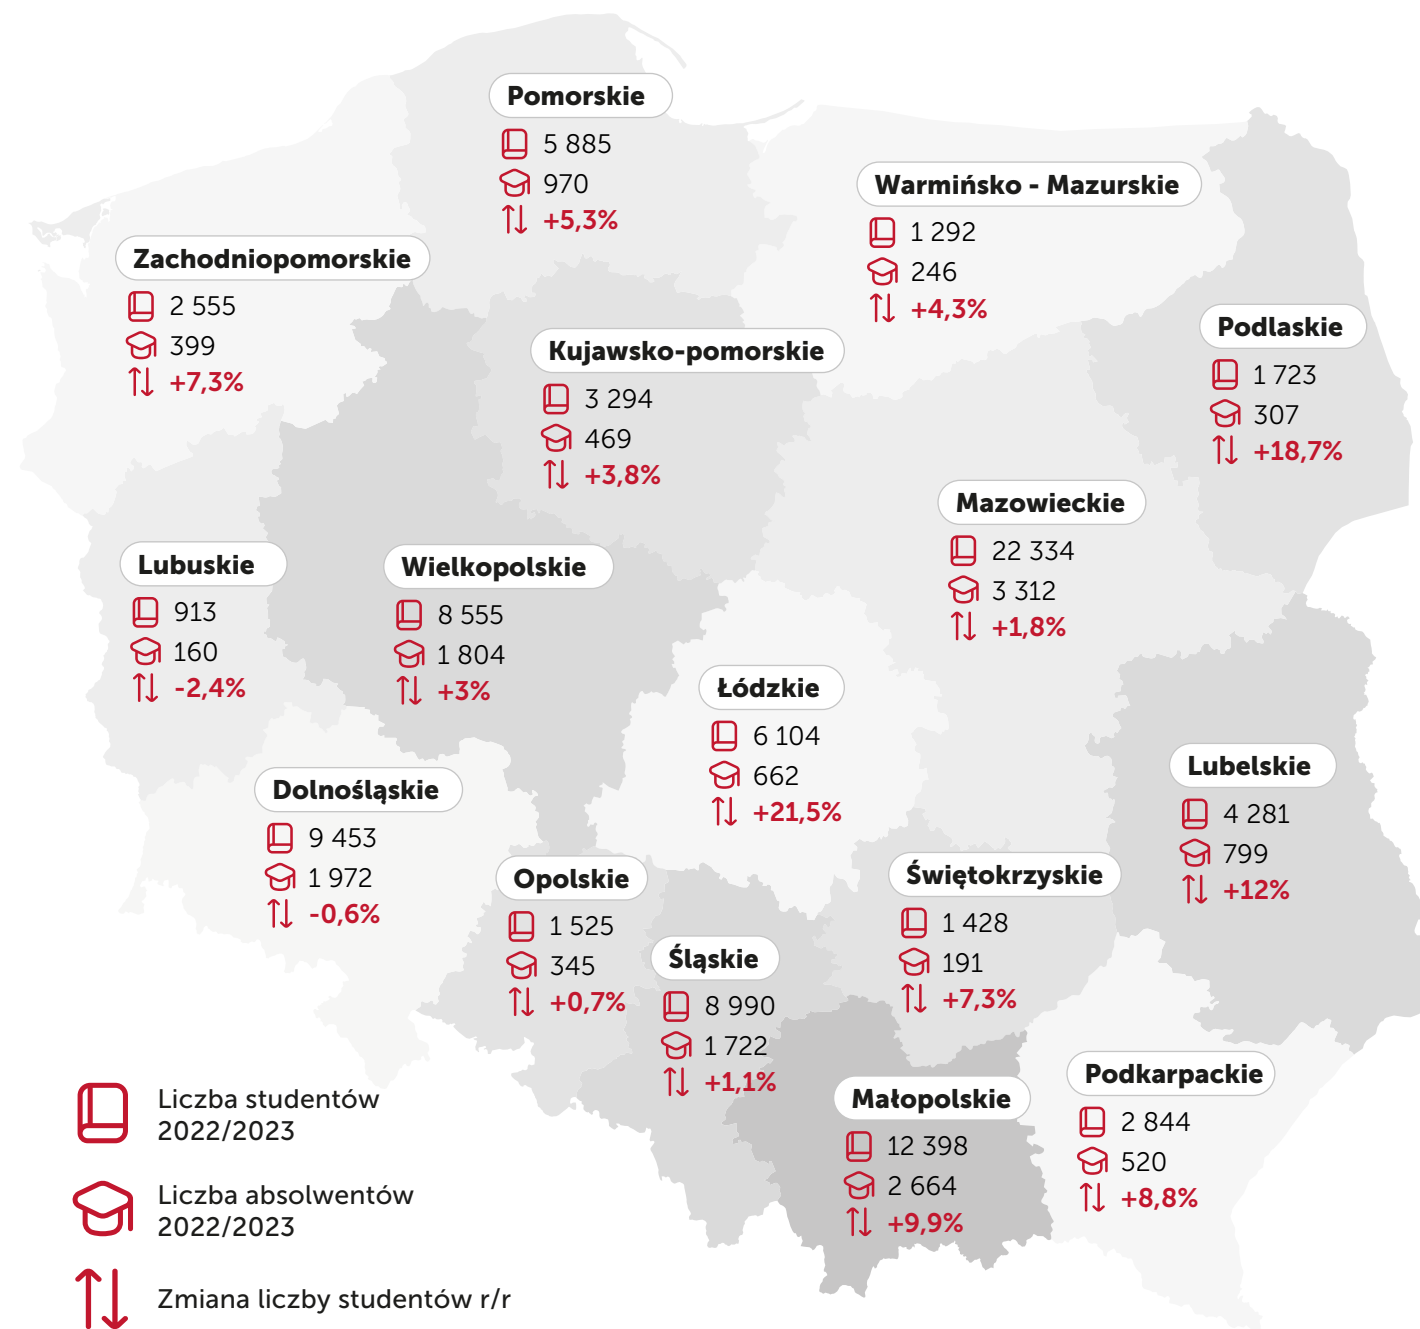 Pomorskie
5 885
970
+5,3%
Warmińsko - Mazurskie
1 292
246
+4,3%
Zachodniopomorskie
2 555
399
+7,3%
Kujawsko-pomorskie
3 294
469
+3,8%
Podlaskie
1 723
307
+18,7%
Mazowieckie
22 334
3 312
+1,8%
Lubuskie
913
160
-2,4%
Wielkopolskie
8 555
1 804
+3%
Łódzkie
6 104
662
+21,5%
Lubelskie
4 281
799
+12%
Dolnośląskie
9 453
1 972
-0,6%
Opolskie
1 525
345
+0,7%
Śląskie
8 990
1 722
+1,1%
Świętokrzyskie
1 428
191
+7,3%
Małopolskie
12 398
2 664
+9,9%
Podkarpackie
2 844
520
+8,8%
Liczba studentów
2022/2023
Liczba absolwentów
2022/2023
Zmiana liczby studentów r/r